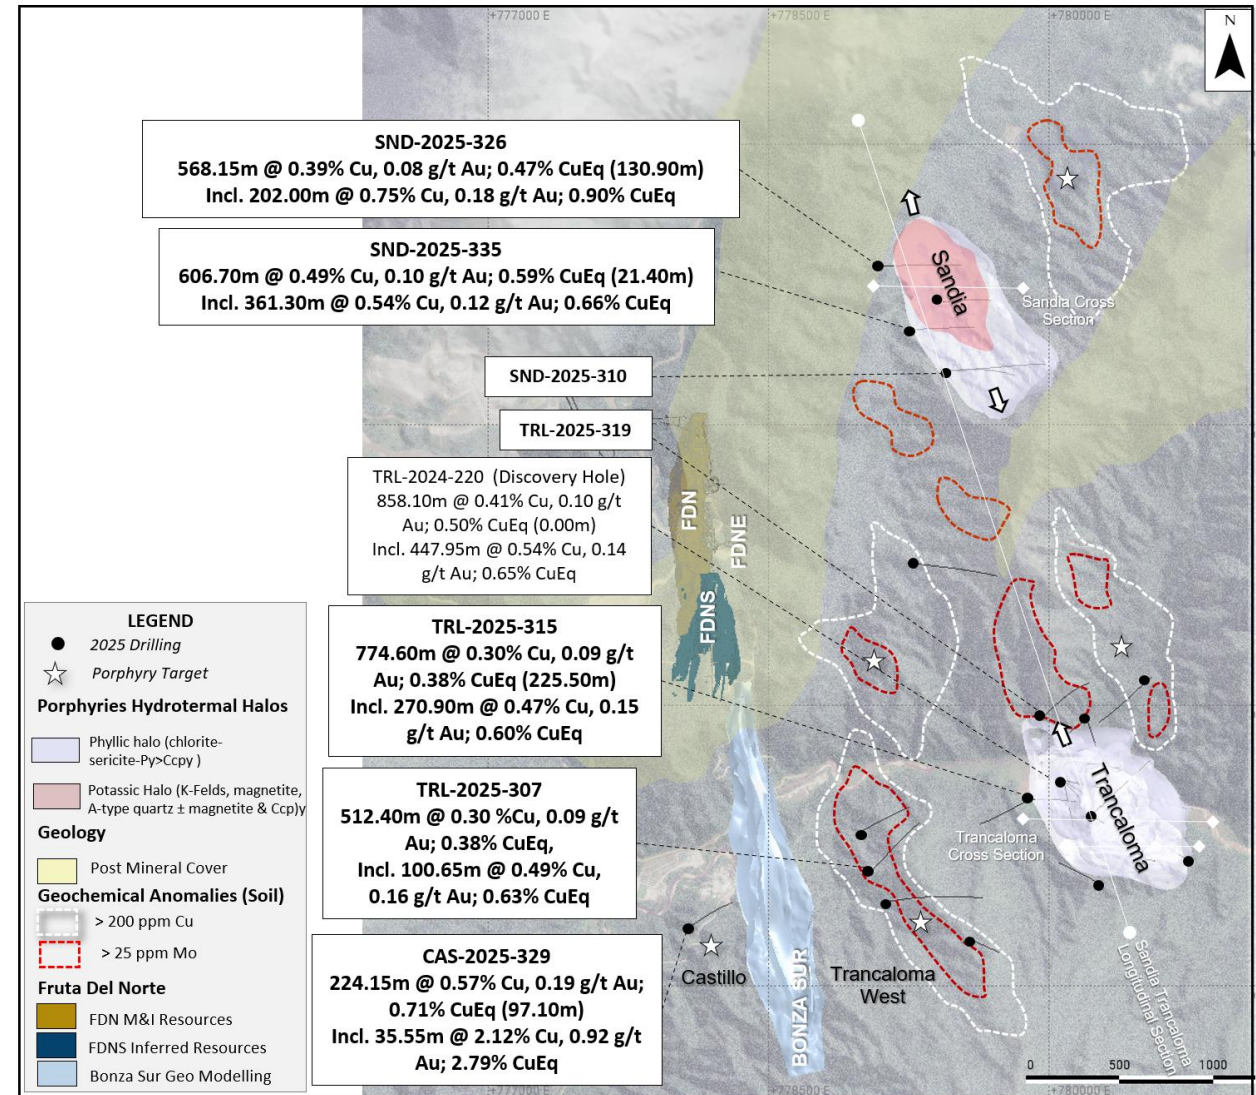 +777000 E
+778500 E
+780000 E
N
SND-2025-326
568.15m @ 0.39% Cu, 0.08 g/t Au; 0.47% CuEq (130.90m)
Incl. 202.00m @ 0.75% Cu, 0.18 g/t Au; 0.90% CuEq
SND-2025-335
606.70m @ 0.49% Cu, 0.10 g/t Au; 0.59% CuEq (21.40m)
Incl. 361.30m @ 0.54% Cu, 0.12 g/t Au; 0.66% CuEq
Sandia
Sandia Cross
Section
SND-2025-310
TRL-2025-319
TRL-2024-220 (Discovery Hole)
858.10m @ 0.41% Cu, 0.10 g/t
Au; 0.50% CuEq (0.00m)
Incl. 447.95m @ 0.54% Cu, 0.14
g/t Au; 0.65% CuEq
FDN
FDNE
FDNS
TRL-2025-315
774.60m @ 0.30% Cu, 0.09 g/t
Au; 0.38% CuEq (225.50m)
Incl. 270.90m @ 0.47% Cu, 0.15
g/t Au; 0.60% CuEq
TRL-2025-307
512.40m @ 0.30 %Cu, 0.09 g/t
Au; 0.38% CuEq,
Incl. 100.65m @ 0.49% Cu,
0.16 g/t Au; 0.63% CuEq
CAS-2025-329
224.15m @ 0.57% Cu, 0.19 g/t Au;
0.71% CuEq (97.10m)
Incl. 35.55m @ 2.12% Cu, 0.92 g/t
Au; 2.79% CuEq
Trancaloma
Trancaloma
Cross Section
Castillo
BONZA SUR
Trancaloma
West
Sandia Trancaloma
Longitudinal Section
LEGEND
2025 Drilling
Porphyry Target
Porphyries Hydrotermal Halos
Phyllic halo (chlorite-
sericite-Py>Ccpy )
Potassic Halo (K-Felds, magnetite,
A-type quartz ± magnetite & Ccp)y
Geology
Post Mineral Cover
Geochemical Anomalies (Soil)
> 200 ppm Cu
> 25 ppm Mo
Fruta Del Norte
FDN M&I Resources
FDNS Inferred Resources
Bonza Sur Geo Modelling
0 500 1000
+777000 E
+778500 E
+780000 E